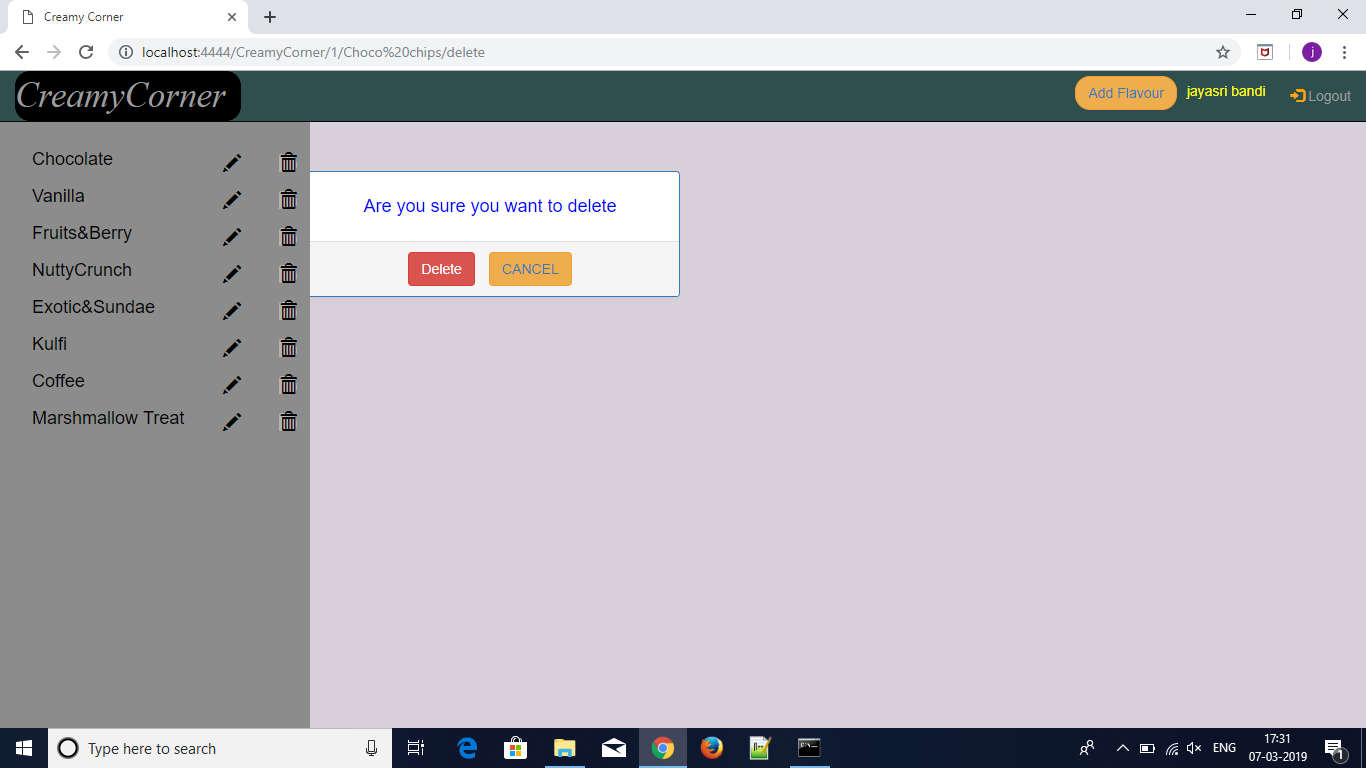 Creamy Corner
localhost:4444/CreamyCorner/1/Choco%20chips/delete
j
CreamyCorner
Add Flavour
jayasri bandi
Logout
Chocolate
Vanilla
Fruits&Berry
NuttyCrunch
Exotic&Sundae
Kulfi
Coffee
Marshmallow Treat
Are you sure you want to delete
Delete
CANCEL
Type here to search
ENG
17:31
07-03-2019
1